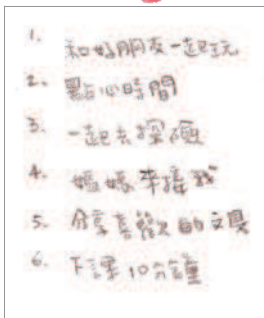 1. 和好朋友一起玩
2. 點心時間
3. 一起去探險
4. 媽媽來接我
5. 分享喜歡的文具
6. 下課10分鐘